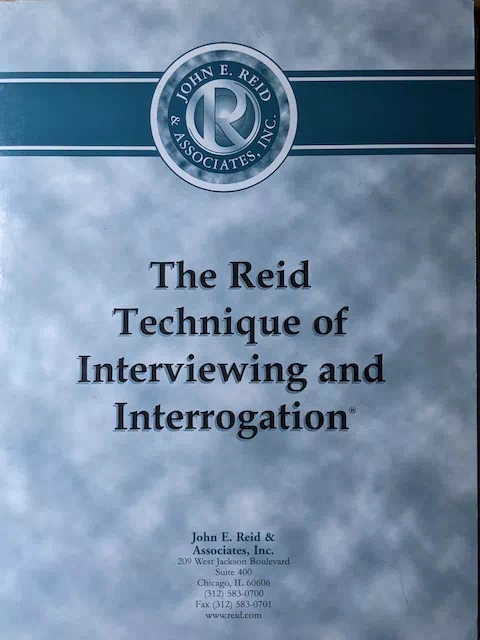 JOHN E. REID
& ASSOCIATES, INC.
R
The Reid
Technique of
Interviewing and
Interrogation®
John E. Reid &
Associates, Inc.
209 West Jackson Boulevard
Suite 400
Chicago, IL 60606
(312) 583-0700
Fax (312) 583-0701
www.reid.com